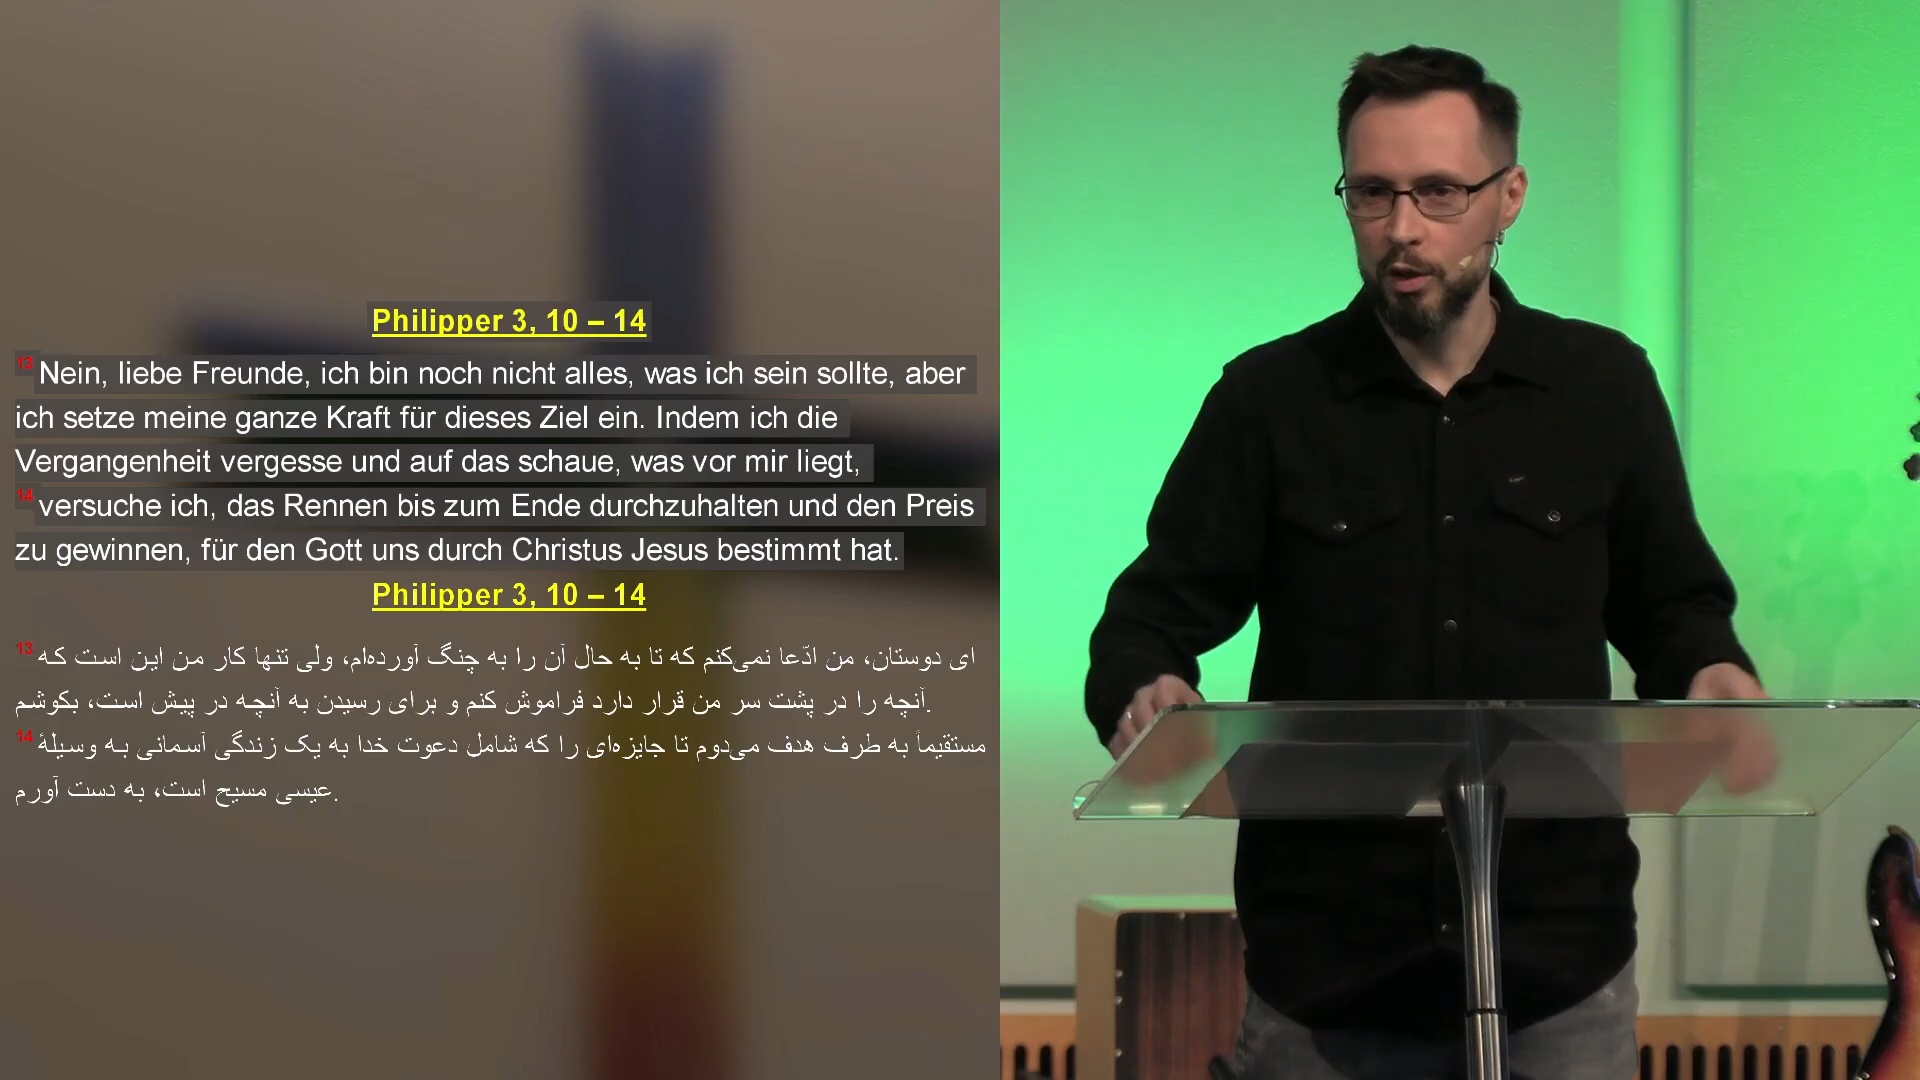 Philipper 3, 10 – 14
13 Nein, liebe Freunde, ich bin noch nicht alles, was ich sein sollte, aber
ich setze meine ganze Kraft für dieses Ziel ein. Indem ich die
Vergangenheit vergesse und auf das schaue, was vor mir liegt,
14 versuche ich, das Rennen bis zum Ende durchzuhalten und den Preis
zu gewinnen, für den Gott uns durch Christus Jesus bestimmt hat.
Philipper 3, 10 – 14
13 ای دوستان، من ادّعا نمی‌کنم که تا به حال آن را به چنگ آورده‌ام، ولی تنها کار من این است که
آنچه را در پشت سر من قرار دارد فراموش کنم و برای رسیدن به آنچه در پیش است، بکوشم.
14 مستقیماً به طرف هدف می‌دوم تا جایزه‌ای را که شامل دعوت خدا به یک زندگی آسمانی به وسیلهٔ
عیسی مسیح است، به دست آورم.